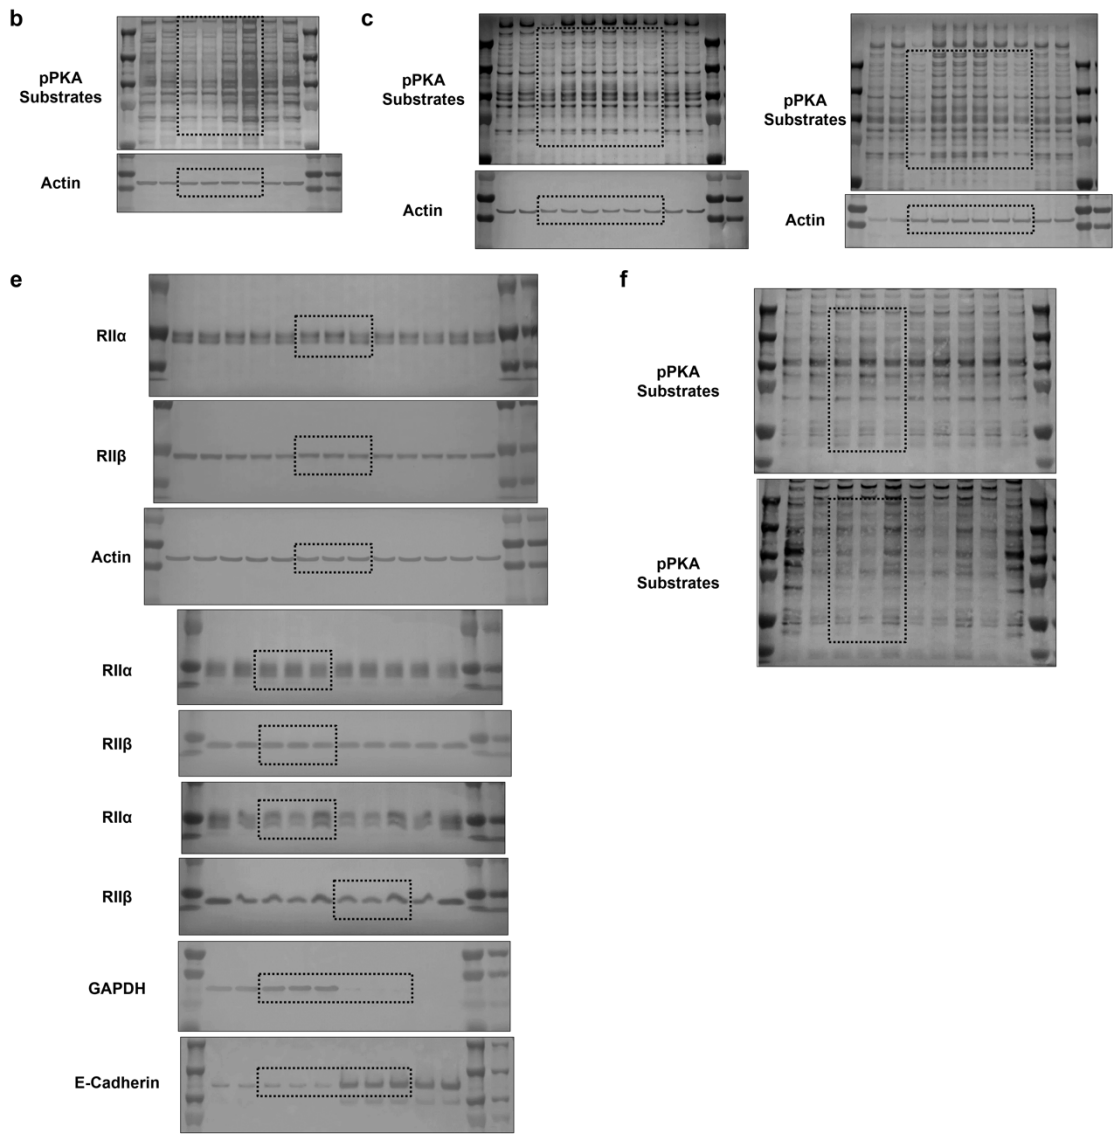 b
pPKA
Substrates
Actin
c
pPKA
Substrates
Actin
pPKA
Substrates
Actin
e
RIIα
RIIβ
Actin
RIIα
RIIβ
RIIα
RIIβ
GAPDH
E-Cadherin
f
pPKA
Substrates
pPKA
Substrates